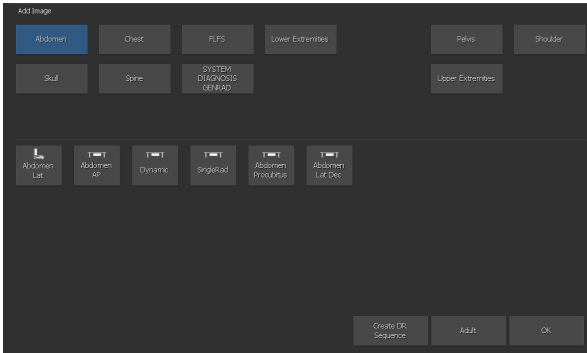 Add Image
Abdomen
Chest
FLFS
Lower Extremities
Pelvis
Shoulder
Skull
Spine
SYSTEM
DIAGNOSIS
GENRAD
Upper Extremities
Abdomen
Lat
Abdomen
AP
Dynamic
SingleRad
Abdomen
Procubitus
Abdomen
Lat Dec
Create DR
Sequence
Adult
OK